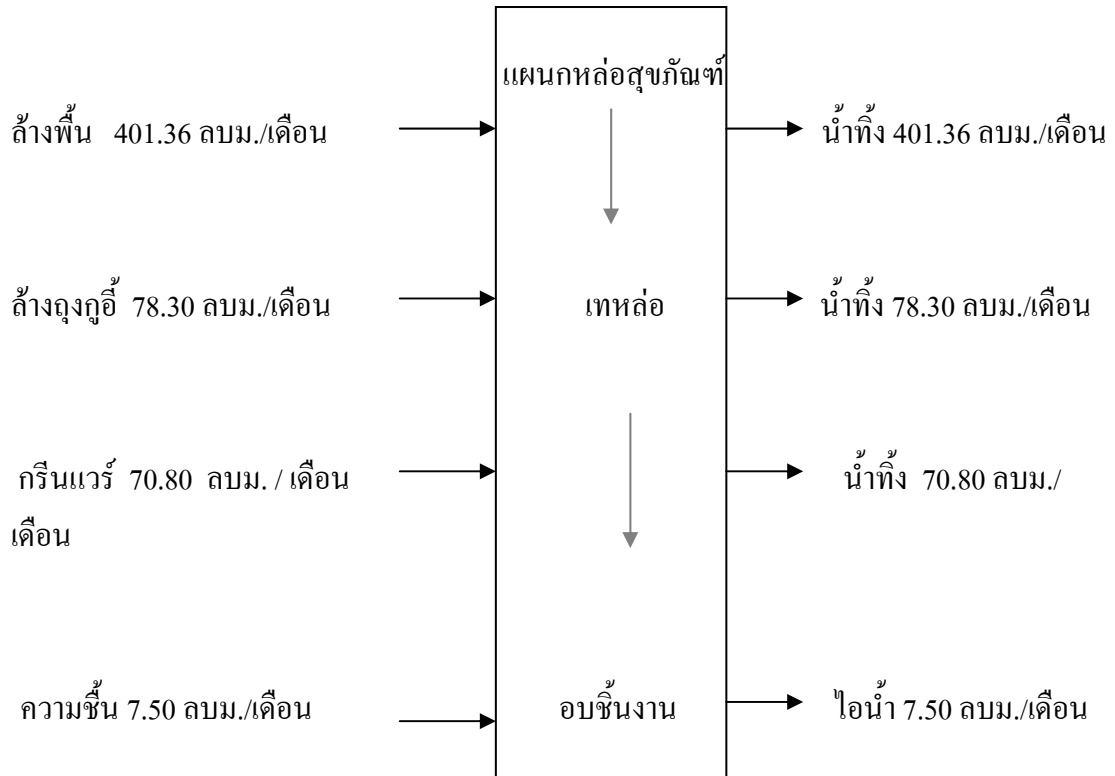 แผนกหล่อสุขภัณฑ์
ล้างพื้น 401.36 ลบม./เดือน
น้ำทิ้ง 401.36 ลบม./เดือน
ล้างถุงกูอี้ 78.30 ลบม./เดือน
เทหล่อ
น้ำทิ้ง 78.30 ลบม./เดือน
กรีนแวร์ 70.80 ลบม. / เดือน
น้ำทิ้ง 70.80 ลบม./
เดือน
ความชื้น 7.50 ลบม./เดือน
อบชิ้นงาน
ไอน้ำ 7.50 ลบม./เดือน